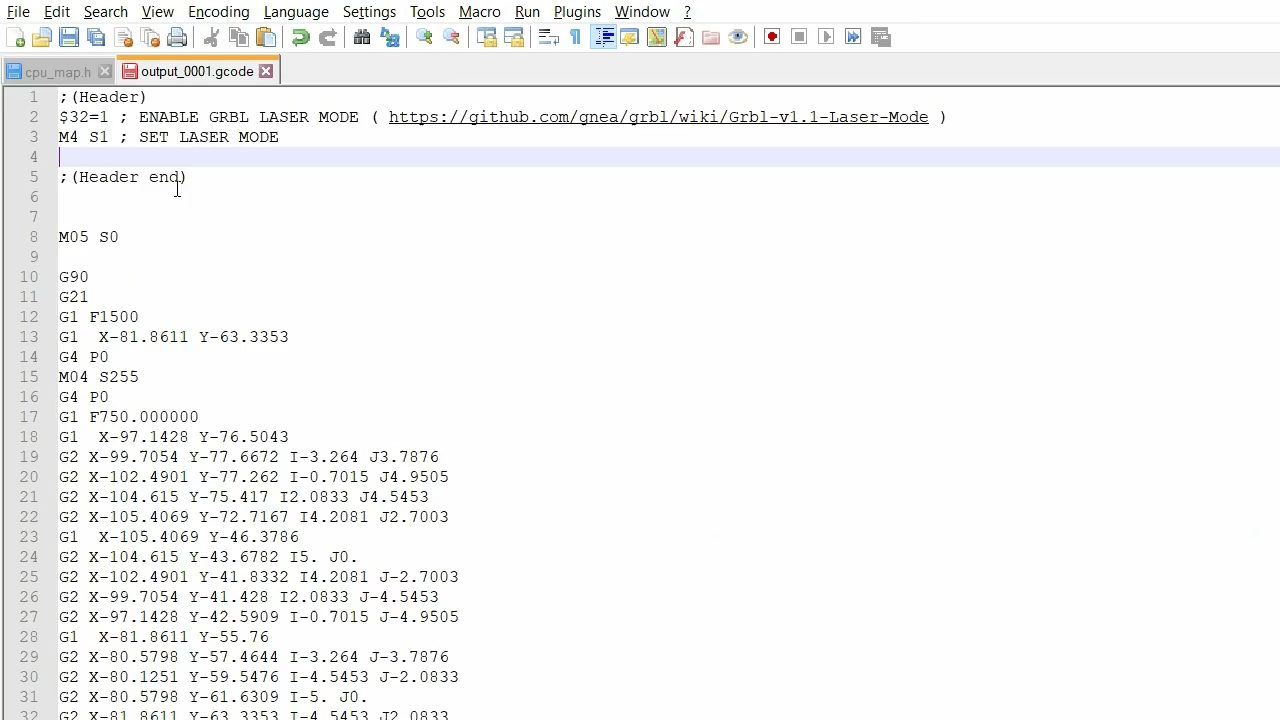 File Edit Search View Encoding Language Settings Tools Macro Run Plugins Window ?
cpu_map.h output_0001.gcode
1 ;(Header)
2 $32=1 ; ENABLE GRBL LASER MODE ( https://github.com/gnea/grbl/wiki/Grbl-v1.1-Laser-Mode )
3 M4 S1 ; SET LASER MODE
4
5 ;(Header end)
6
7
8 M05 S0
9
10 G90
11 G21
12 G1 F1500
13 G1  X-81.8611 Y-63.3353
14 G4 P0
15 M04 S255
16 G4 P0
17 G1 F750.000000
18 G1  X-97.1428 Y-76.5043
19 G2 X-99.7054 Y-77.6672 I-3.264 J3.7876
20 G2 X-102.4901 Y-77.262 I-0.7015 J4.9505
21 G2 X-104.615 Y-75.417 I2.0833 J4.5453
22 G2 X-105.4069 Y-72.7167 I4.2081 J2.7003
23 G1  X-105.4069 Y-46.3786
24 G2 X-104.615 Y-43.6782 I5. J0.
25 G2 X-102.4901 Y-41.8332 I4.2081 J-2.7003
26 G2 X-99.7054 Y-41.428 I2.0833 J-4.5453
27 G2 X-97.1428 Y-42.5909 I-0.7015 J-4.9505
28 G1  X-81.8611 Y-55.76
29 G2 X-80.5798 Y-57.4644 I-3.264 J-3.7876
30 G2 X-80.1251 Y-59.5476 I-4.5453 J-2.0833
31 G2 X-80.5798 Y-61.6309 I-5. J0.
32 G2 X-81.8611 Y-63.3353 I-4.5453 J2.0833